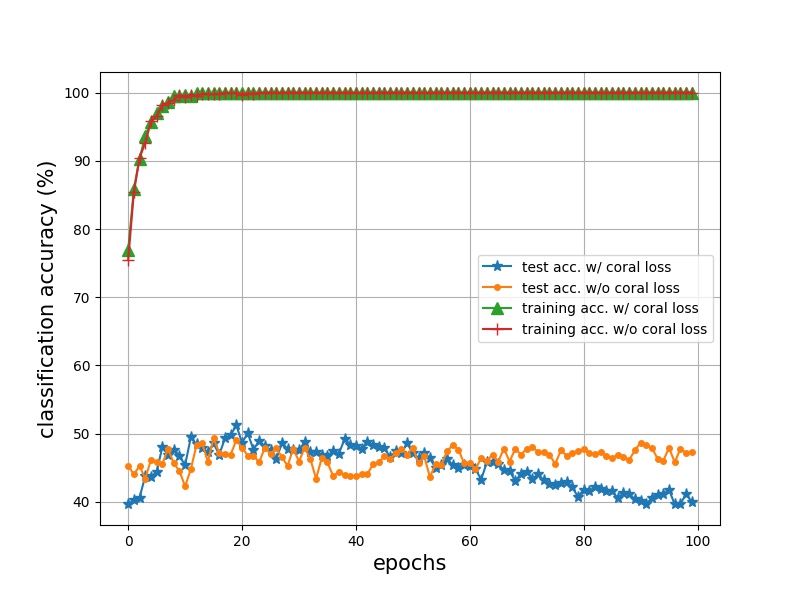 100
90
80
70
60
50
40
classification accuracy (%)
test acc. w/ coral loss
test acc. w/o coral loss
training acc. w/ coral loss
training acc. w/o coral loss
0 20 40 60 80 100
epochs